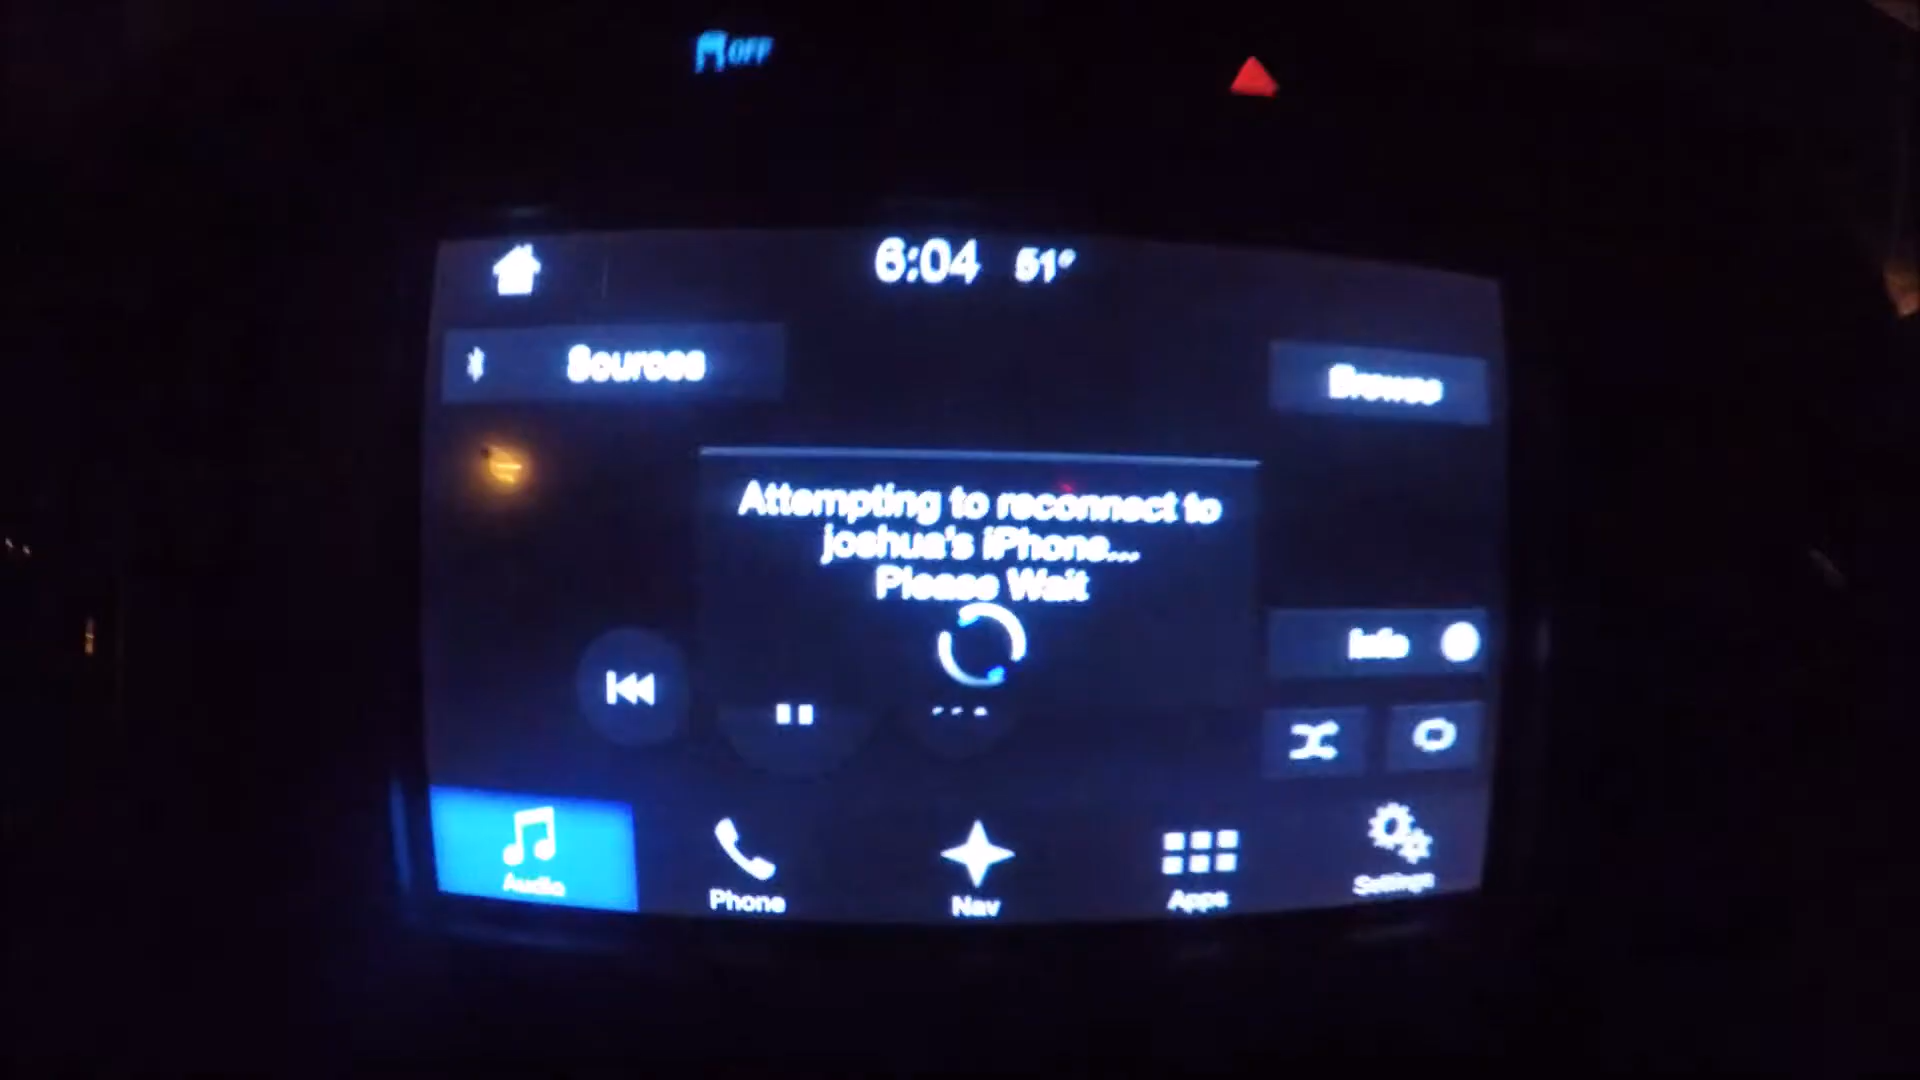 OFF
6:04 51°
Sources
Browse
Attempting to reconnect to
joshua's iPhone...
Please Wait
Info
Audio
Phone
Nav
Apps
Settings